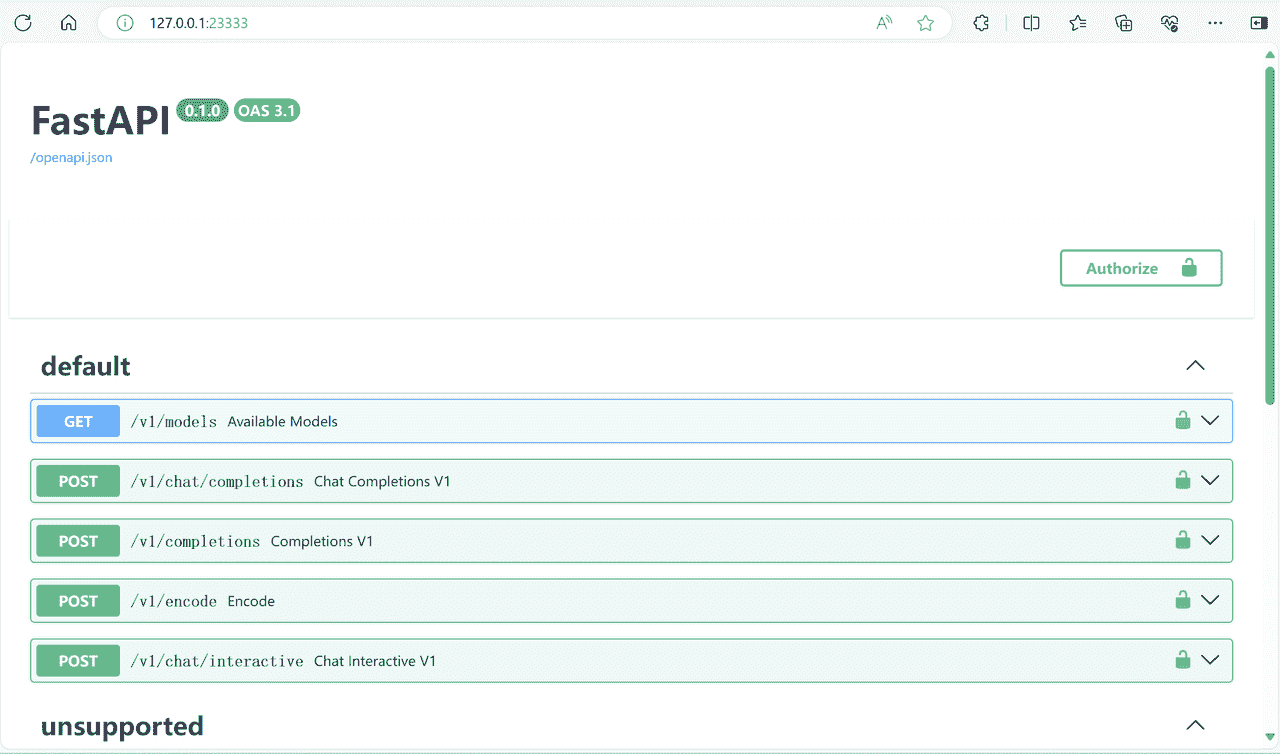 127.0.0.1:23333
FastAPI 0.1.0 OAS 3.1
/openapi.json
Authorize
default
GET /v1/models Available Models
POST /v1/chat/completions Chat Completions V1
POST /v1/completions Completions V1
POST /v1/encode Encode
POST /v1/chat/interactive Chat Interactive V1
unsupported